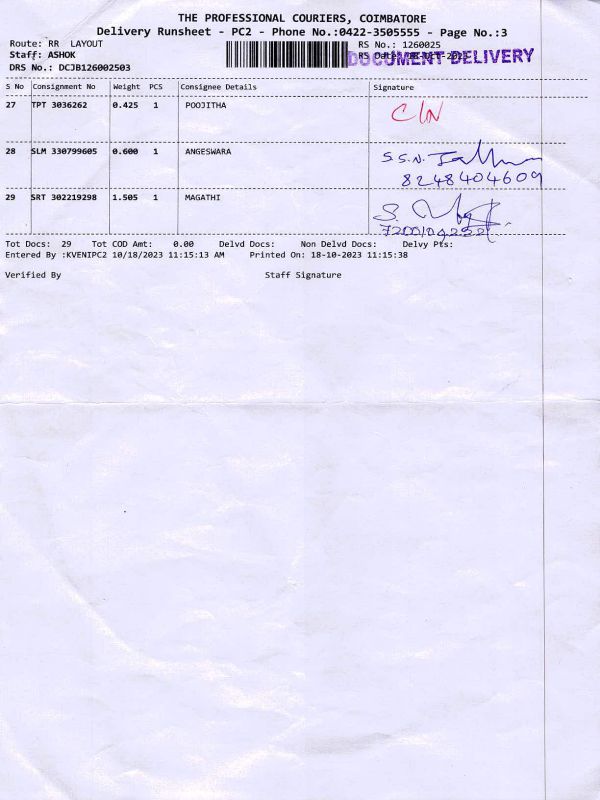 THE PROFESSIONAL COURIERS, COIMBATORE
Delivery Runsheet - PC2 - Phone No.:0422-3505555 - Page No.:3
Route: RR LAYOUT
RS No.: 1260025
Staff: ASHOK
RS Date:
DOCUMENT DELIVERY
DRS No.: DCJB126002503
S No Consignment No Weight PCS Consignee Details Signature
27 TPT 3036262 0.425 1 POOJITHA
28 SLM 330799605 0.600 1 ANGESWARA S.S.N.
8248404609
29 SRT 302219298 1.505 1 MAGATHI S.
Tot Docs: 29 Tot COD Amt: 0.00 Delvd Docs: Non Delvd Docs: Delvy Pts:
Entered By :KVENIPC2 10/18/2023 11:15:13 AM Printed On: 18-10-2023 11:15:38
Verified By Staff Signature